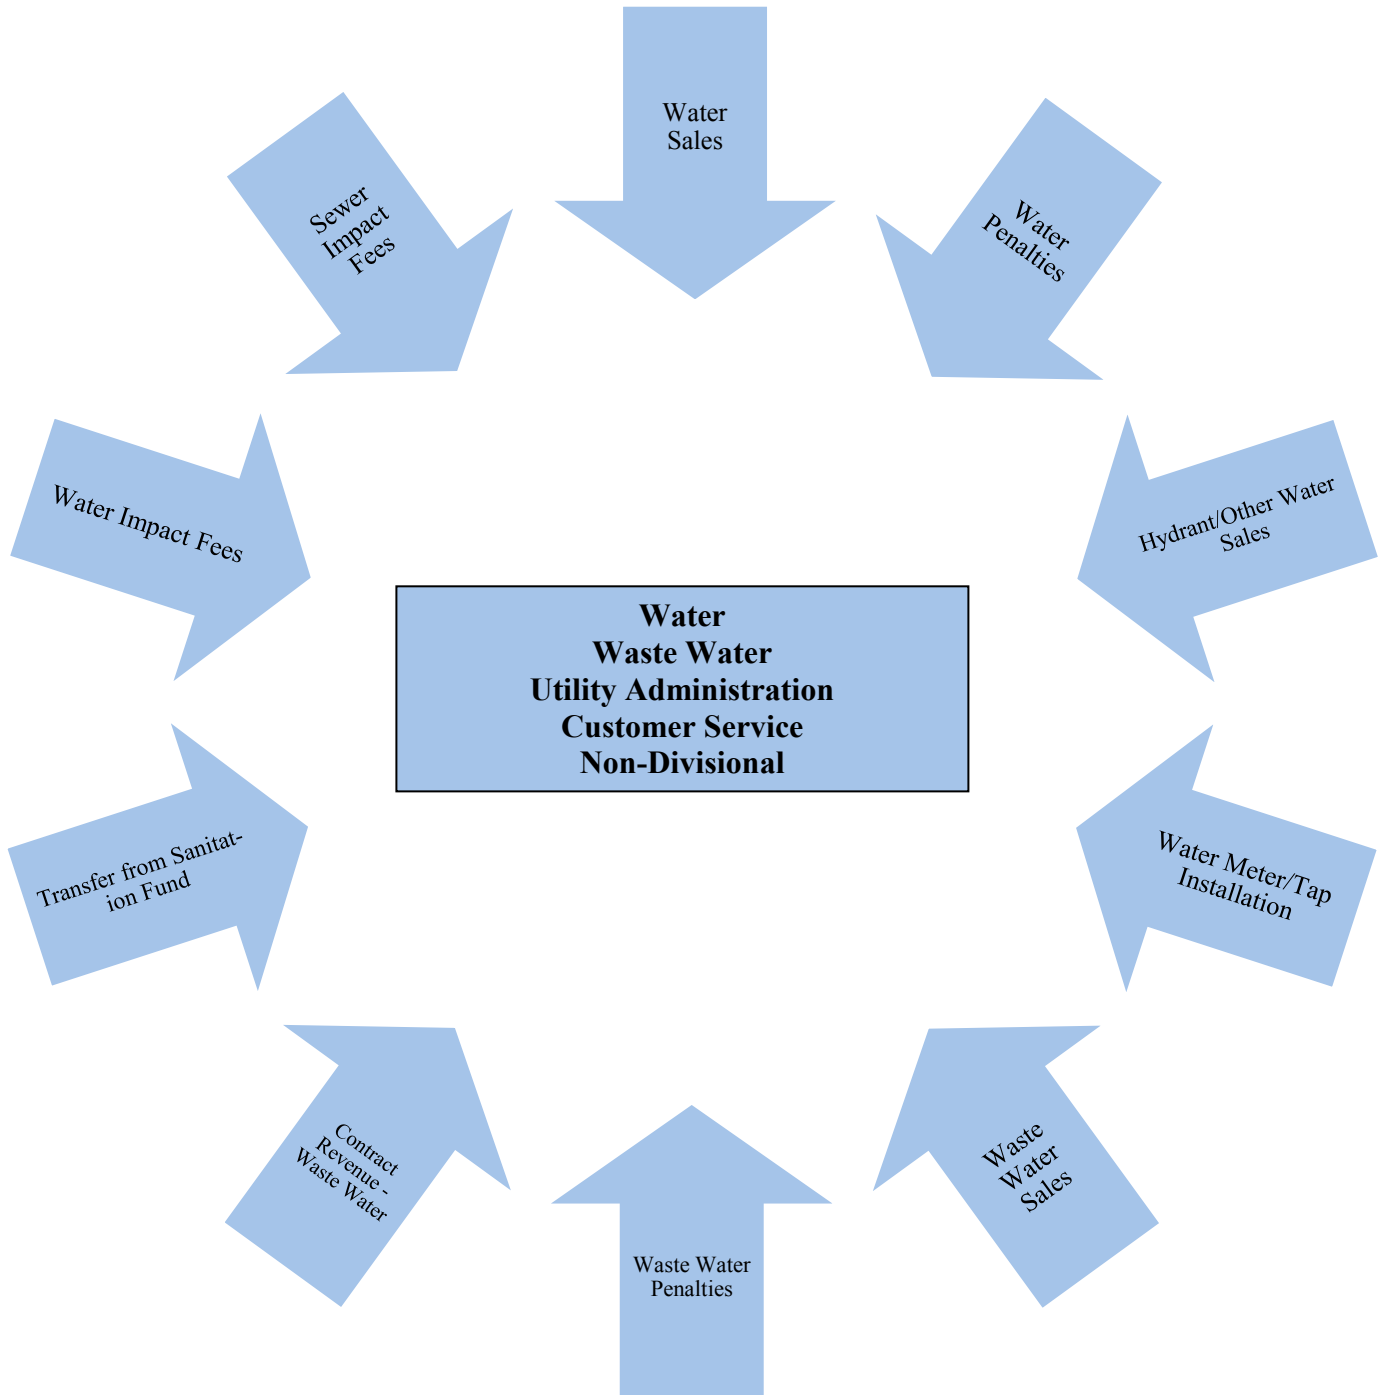 Water
Sales
Water
Penalties
Hydrant/Other Water
Sales
Water Meter/Tap
Installation
Waste
Water
Sales
Waste Water
Penalties
Contract
Revenue -
Waste Water
Transfer from Sanitat-
ion Fund
Water Impact Fees
Sewer
Impact
Fees
Water
Waste Water
Utility Administration
Customer Service
Non-Divisional